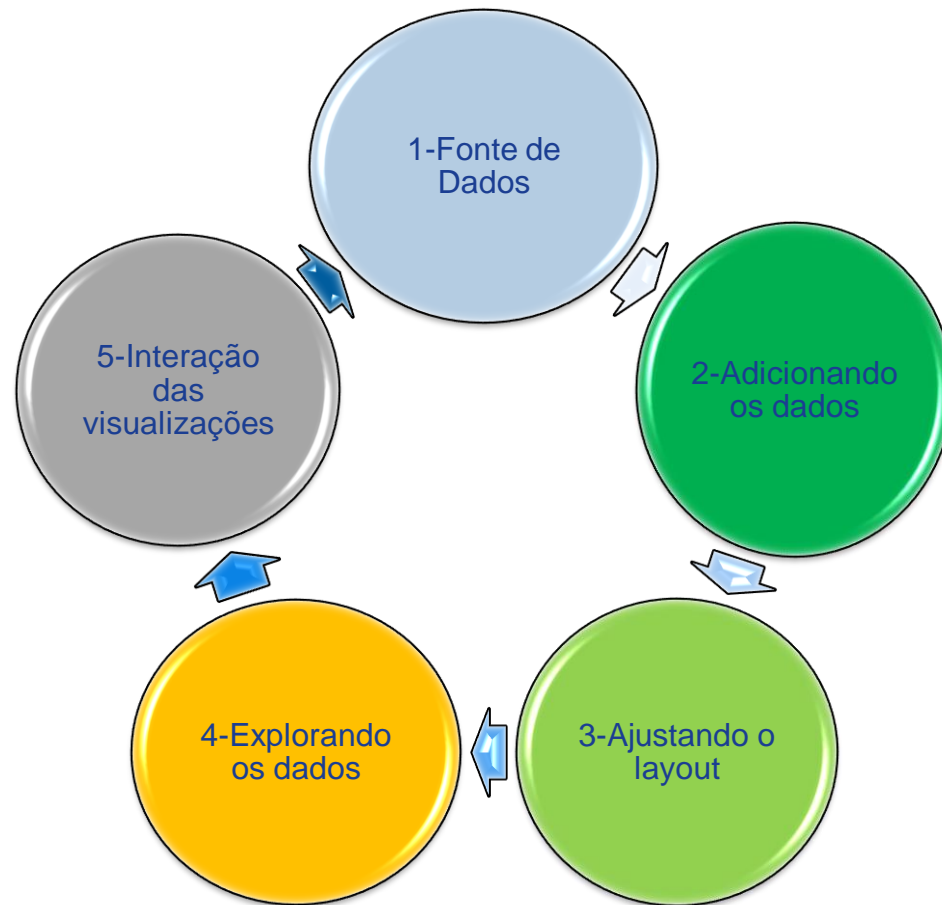 1-Fonte de
Dados
2-Adicionando
os dados
3-Ajustando o
layout
4-Explorando
os dados
5-Interação
das
visualizações